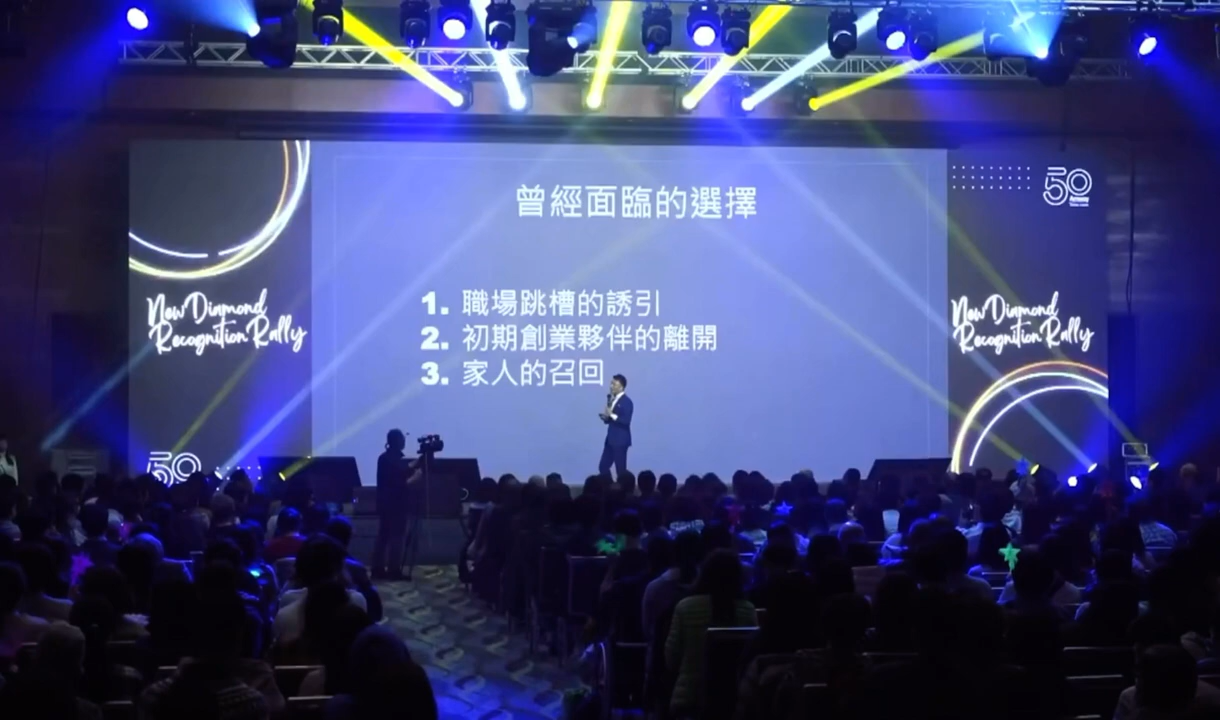 曾經面臨的選擇
1. 職場跳槽的誘引
2. 初期創業夥伴的離開
3. 家人的召回
New Diamond
Recognition Rally
50
50
Amway
New Diamond
Recognition Rally